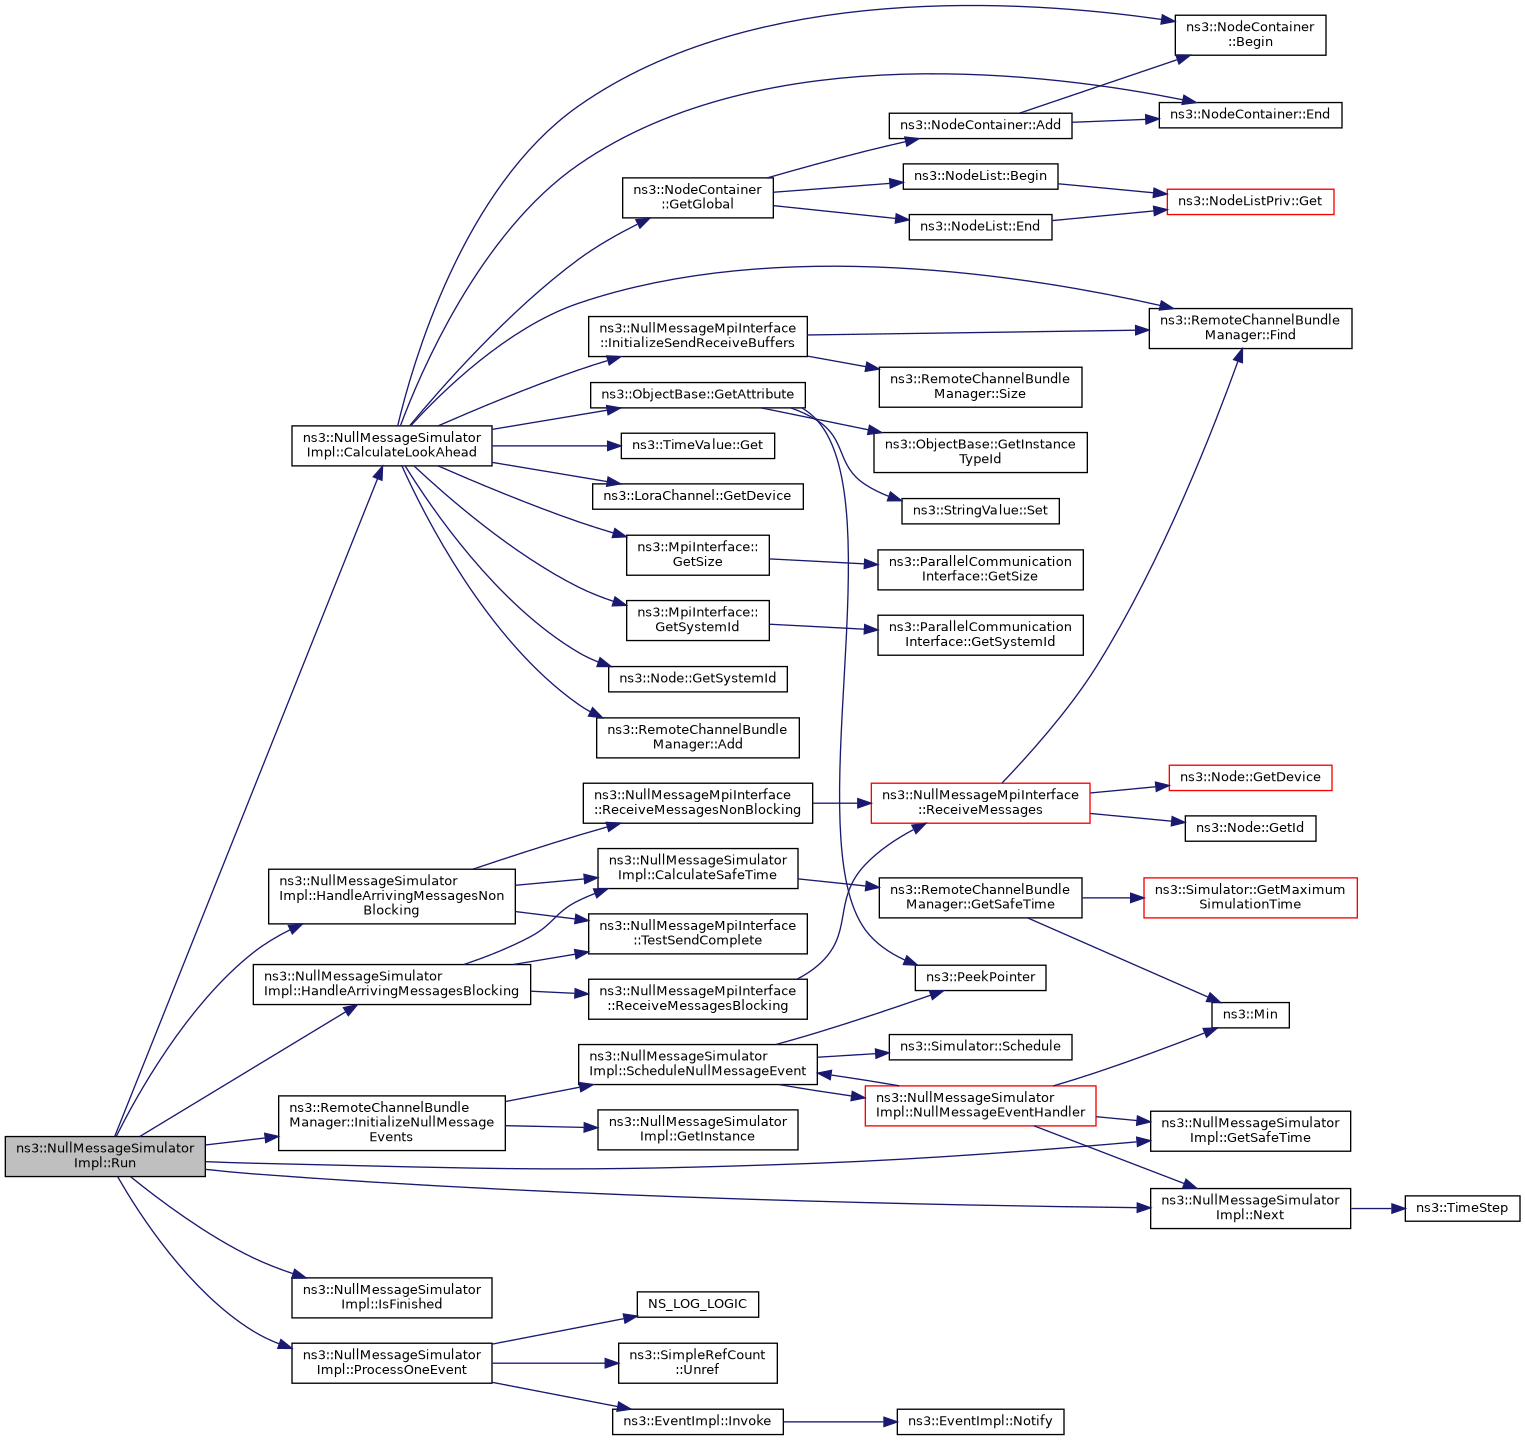 ns3::NodeContainer
::Begin
ns3::NodeContainer::End
ns3::NodeContainer::Add
ns3::NodeList::Begin
ns3::NodeContainer
::GetGlobal
ns3::NodeListPriv::Get
ns3::NodeList::End
ns3::RemoteChannelBundle
Manager::Find
ns3::NullMessageMpiInterface
::InitializeSendReceiveBuffers
ns3::RemoteChannelBundle
Manager::Size
ns3::ObjectBase::GetAttribute
ns3::NullMessageSimulator
Impl::CalculateLookAhead
ns3::TimeValue::Get
ns3::ObjectBase::GetInstance
TypeId
ns3::LoraChannel::GetDevice
ns3::StringValue::Set
ns3::MpiInterface::
GetSize
ns3::ParallelCommunication
Interface::GetSize
ns3::MpiInterface::
GetSystemId
ns3::ParallelCommunication
Interface::GetSystemId
ns3::Node::GetSystemId
ns3::RemoteChannelBundle
Manager::Add
ns3::Node::GetDevice
ns3::NullMessageMpiInterface
::ReceiveMessagesNonBlocking
ns3::NullMessageMpiInterface
::ReceiveMessages
ns3::Node::GetId
ns3::NullMessageSimulator
Impl::CalculateSafeTime
ns3::NullMessageSimulator
Impl::HandleArrivingMessagesNon
Blocking
ns3::RemoteChannelBundle
Manager::GetSafeTime
ns3::Simulator::GetMaximum
SimulationTime
ns3::NullMessageMpiInterface
::TestSendComplete
ns3::NullMessageSimulator
Impl::HandleArrivingMessagesBlocking
ns3::PeekPointer
ns3::NullMessageMpiInterface
::ReceiveMessagesBlocking
ns3::Min
ns3::NullMessageSimulator
Impl::ScheduleNullMessageEvent
ns3::Simulator::Schedule
ns3::NullMessageSimulator
Impl::NullMessageEventHandler
ns3::RemoteChannelBundle
Manager::InitializeNullMessage
Events
ns3::NullMessageSimulator
Impl::GetInstance
ns3::NullMessageSimulator
Impl::GetSafeTime
ns3::NullMessageSimulator
Impl::Run
ns3::NullMessageSimulator
Impl::Next
ns3::TimeStep
ns3::NullMessageSimulator
Impl::IsFinished
NS_LOG_LOGIC
ns3::NullMessageSimulator
Impl::ProcessOneEvent
ns3::SimpleRefCount
::Unref
ns3::EventImpl::Invoke
ns3::EventImpl::Notify